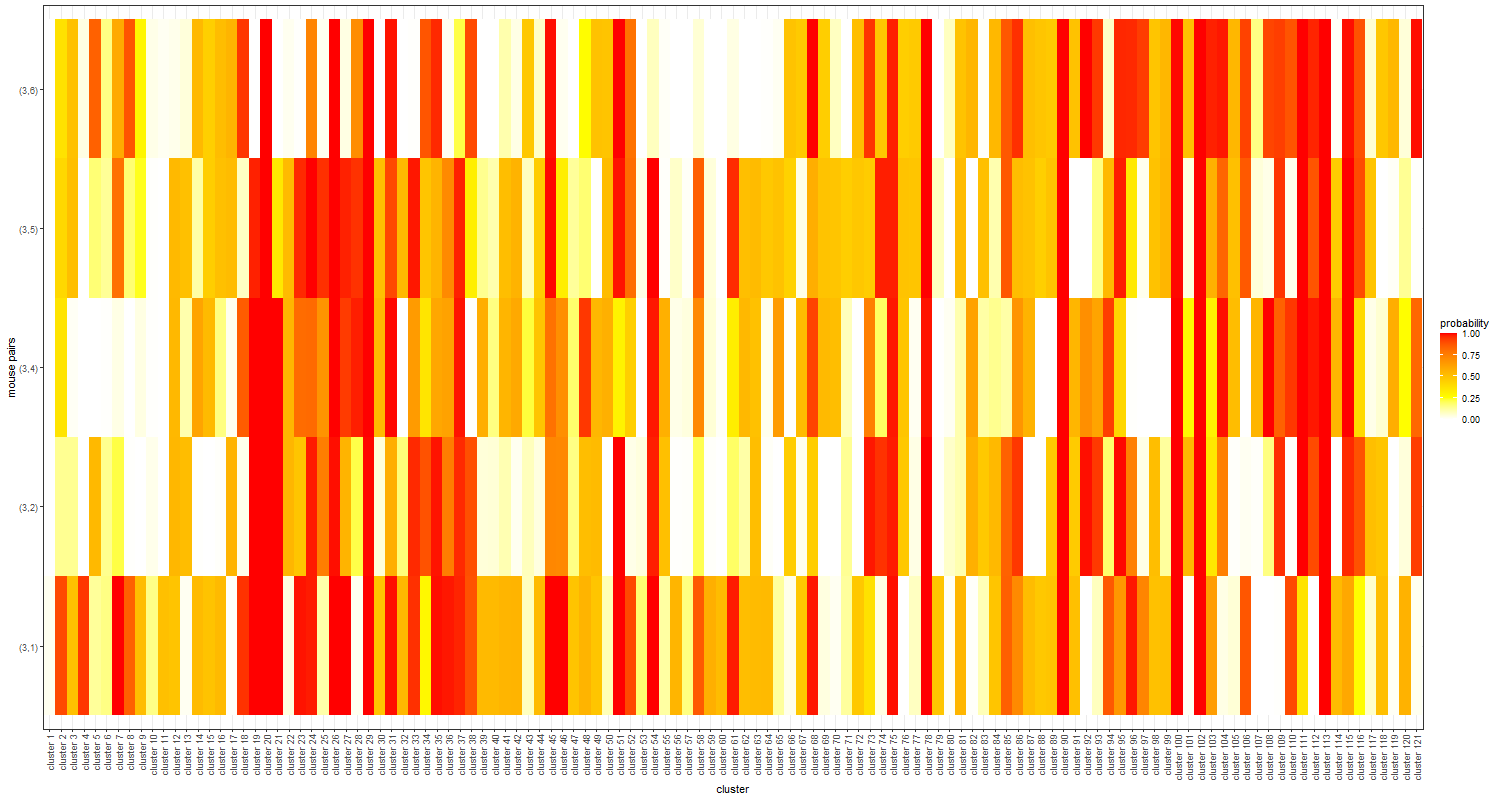 (3,6)
(3,5)
(3,4)
(3,2)
(3,1)
mouse pairs
cluster 1
cluster 2
cluster 3
cluster 4
cluster 5
cluster 6
cluster 7
cluster 8
cluster 9
cluster 10
cluster 11
cluster 12
cluster 13
cluster 14
cluster 15
cluster 16
cluster 17
cluster 18
cluster 19
cluster 20
cluster 21
cluster 22
cluster 23
cluster 24
cluster 25
cluster 26
cluster 27
cluster 28
cluster 29
cluster 30
cluster 31
cluster 32
cluster 33
cluster 34
cluster 35
cluster 36
cluster 37
cluster 38
cluster 39
cluster 40
cluster 41
cluster 42
cluster 43
cluster 44
cluster 45
cluster 46
cluster 47
cluster 48
cluster 49
cluster 50
cluster 51
cluster 52
cluster 53
cluster 54
cluster 55
cluster 56
cluster 57
cluster 58
cluster 59
cluster 60
cluster 61
cluster 62
cluster 63
cluster 64
cluster 65
cluster 66
cluster 67
cluster 68
cluster 69
cluster 70
cluster 71
cluster 72
cluster 73
cluster 74
cluster 75
cluster 76
cluster 77
cluster 78
cluster 79
cluster 80
cluster 81
cluster 82
cluster 83
cluster 84
cluster 85
cluster 86
cluster 87
cluster 88
cluster 89
cluster 90
cluster 91
cluster 92
cluster 93
cluster 94
cluster 95
cluster 96
cluster 97
cluster 98
cluster 99
cluster 100
cluster 101
cluster 102
cluster 103
cluster 104
cluster 105
cluster 106
cluster 107
cluster 108
cluster 109
cluster 110
cluster 111
cluster 112
cluster 113
cluster 114
cluster 115
cluster 116
cluster 117
cluster 118
cluster 119
cluster 120
cluster 121
cluster
probability
1.00
0.75
0.50
0.25
0.00